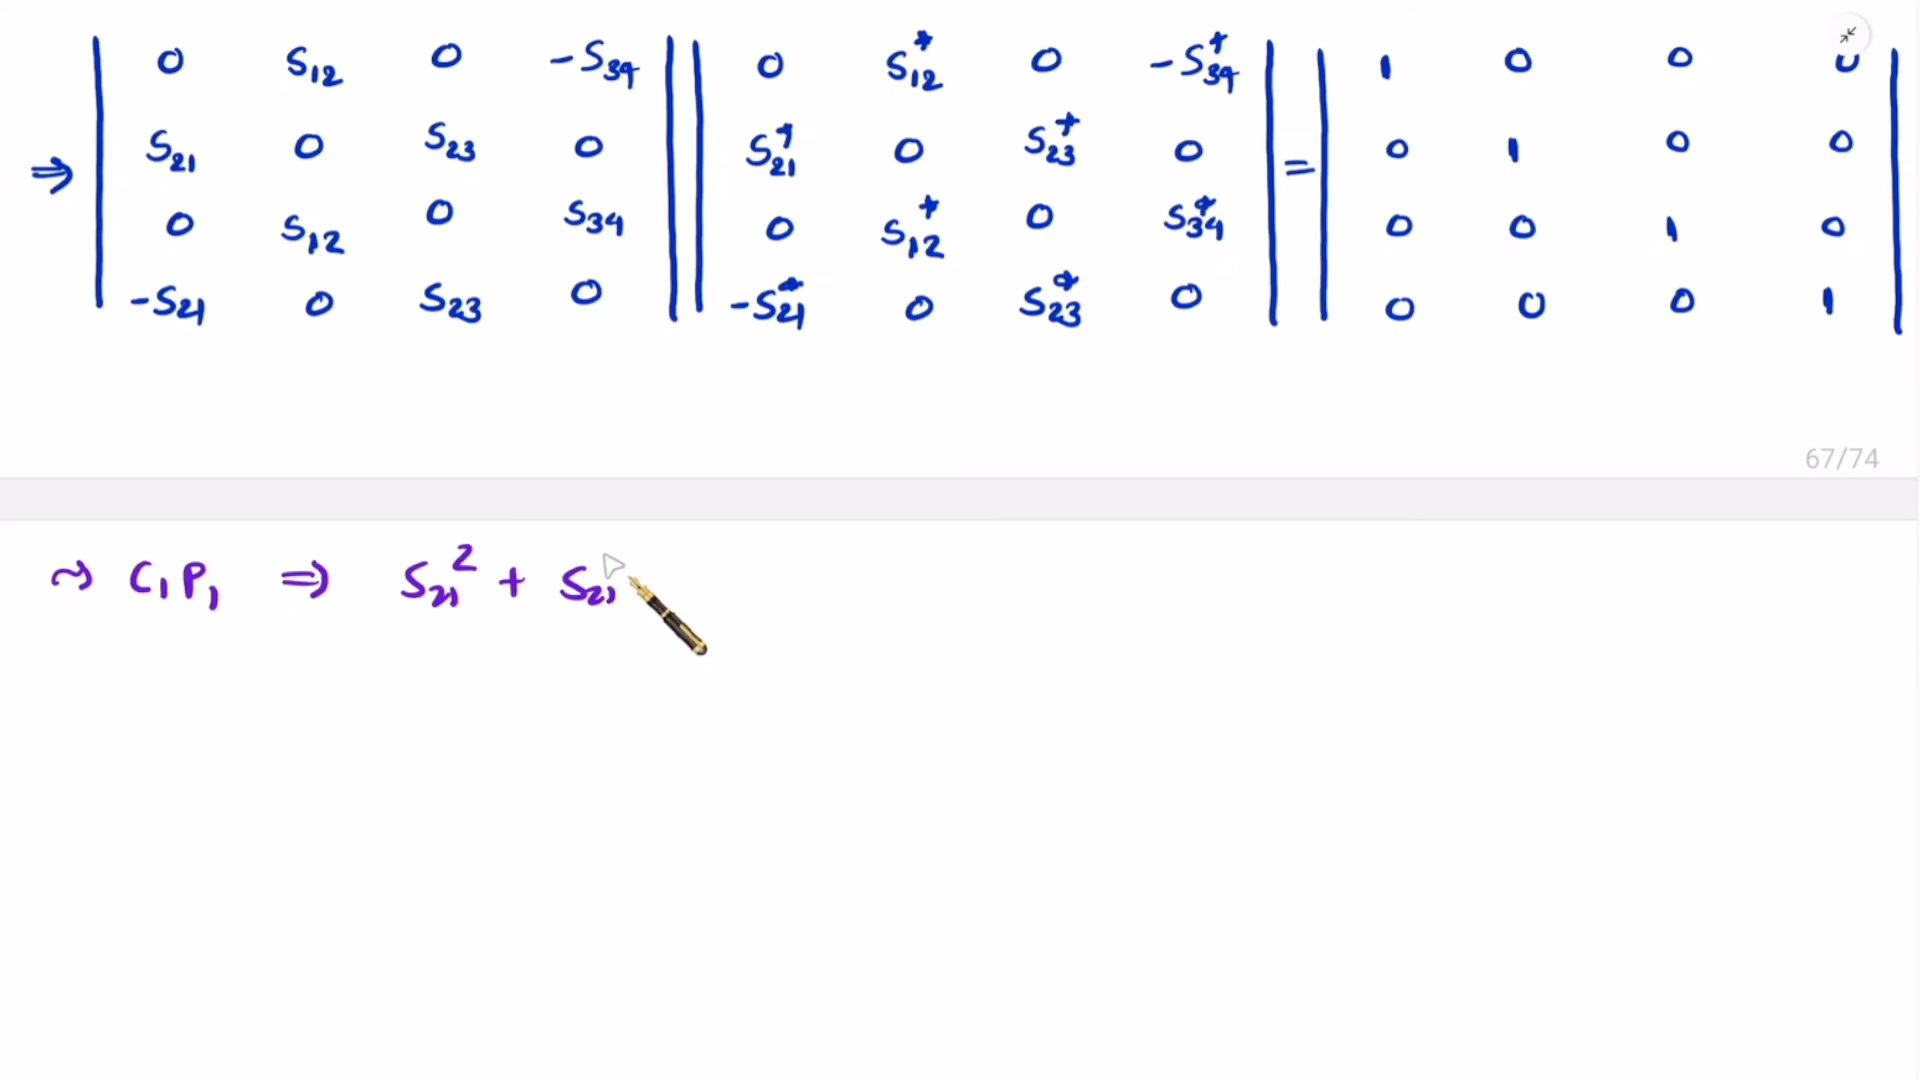 ⇒ | 0 S12 0 -S34 | | 0 S12* 0 -S34* | = | 1 0 0 0 |
| S21 0 S23 0 | | S21* 0 S23* 0 | | 0 1 0 0 |
| 0 S12 0 S34 | | 0 S12* 0 S34* | | 0 0 1 0 |
| -S21 0 S23 0 | | -S21* 0 S23* 0 | | 0 0 0 1 |
67/74
~> C1P1 ⇒ S21² + S21